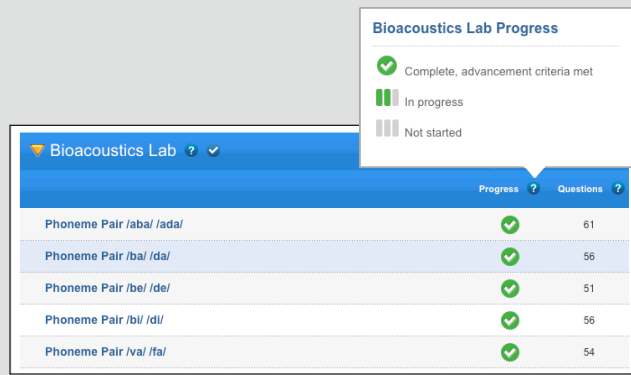 Bioacoustics Lab Progress
Complete, advancement criteria met
In progress
Not started
Bioacoustics Lab ?
Progress ? Questions ?
Phoneme Pair /aba/ /ada/ 61
Phoneme Pair /ba/ /da/ 56
Phoneme Pair /be/ /de/ 51
Phoneme Pair /bi/ /di/ 56
Phoneme Pair /va/ /fa/ 54